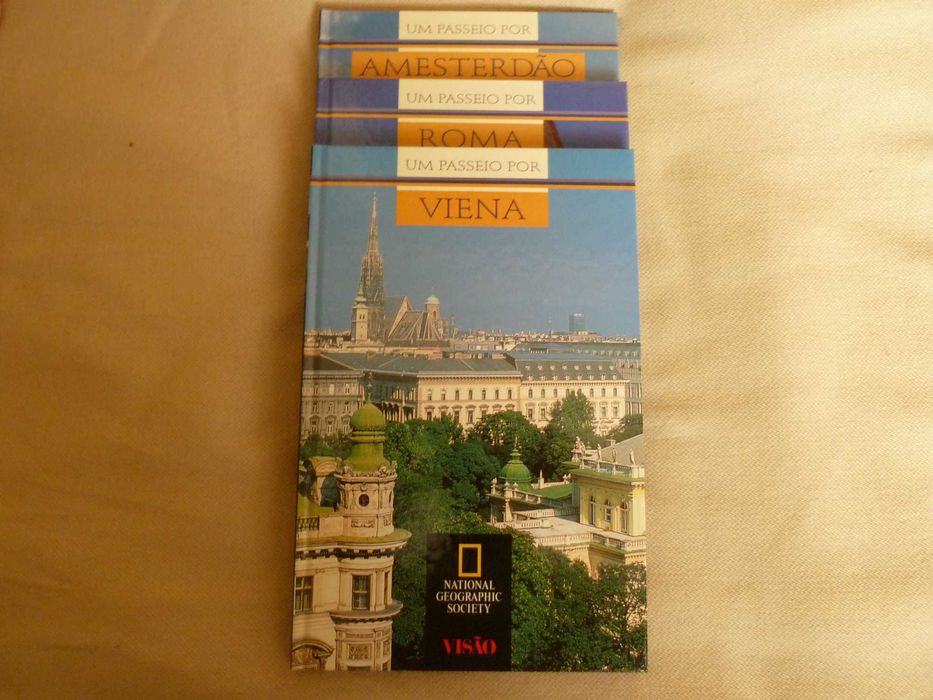 UM PASSEIO POR
AMESTERDÃO
UM PASSEIO POR
ROMA
UM PASSEIO POR
VIENA
NATIONAL
GEOGRAPHIC
SOCIETY
VISÃO